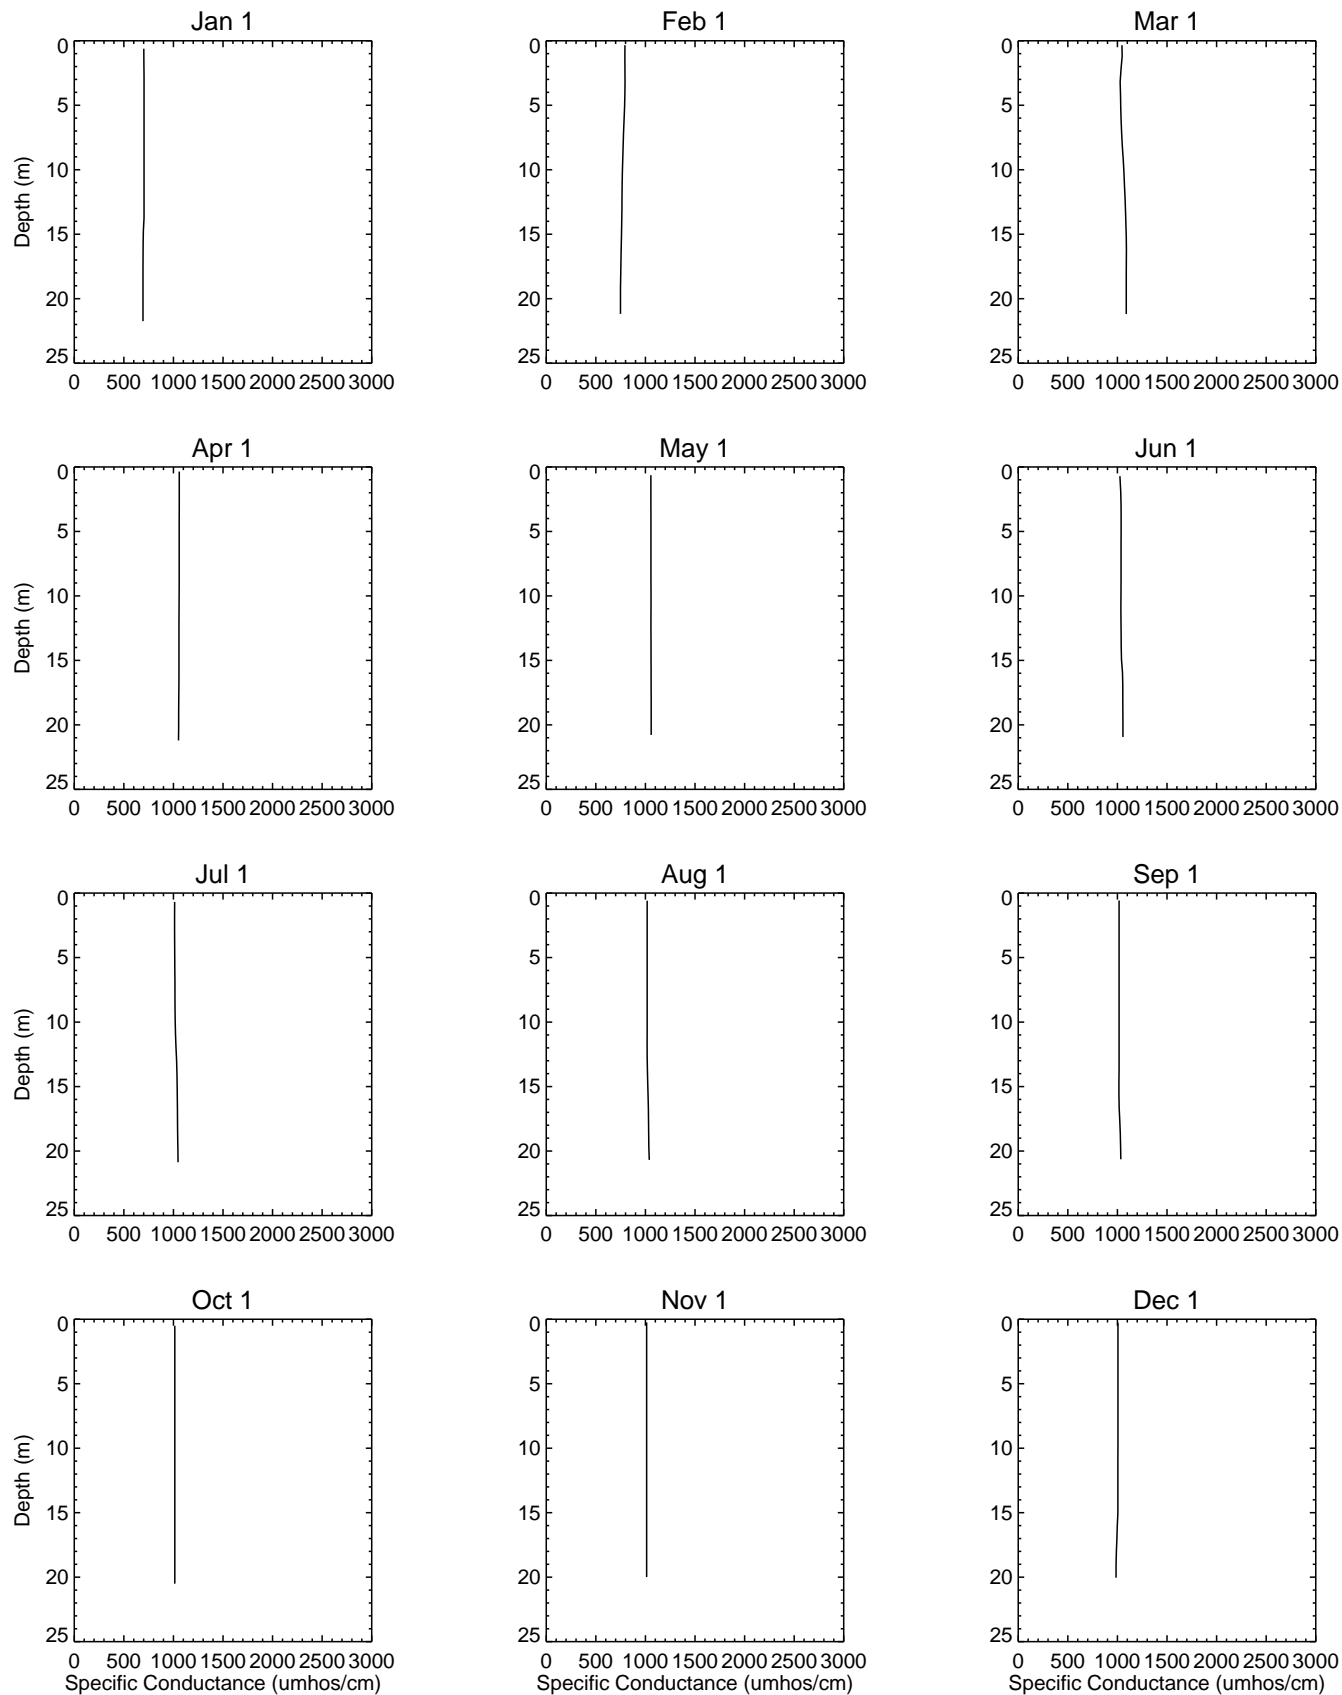 Jan 1 Feb 1 Mar 1
0 0 0
5 5 5
10 10 10
Depth (m)
15 15 15
20 20 20
25 25 25
0 500 1000 1500 2000 2500 3000 0 500 1000 1500 2000 2500 3000 0 500 1000 1500 2000 2500 3000
Apr 1 May 1 Jun 1
0 0 0
5 5 5
10 10 10
Depth (m)
15 15 15
20 20 20
25 25 25
0 500 1000 1500 2000 2500 3000 0 500 1000 1500 2000 2500 3000 0 500 1000 1500 2000 2500 3000
Jul 1 Aug 1 Sep 1
0 0 0
5 5 5
10 10 10
Depth (m)
15 15 15
20 20 20
25 25 25
0 500 1000 1500 2000 2500 3000 0 500 1000 1500 2000 2500 3000 0 500 1000 1500 2000 2500 3000
Oct 1 Nov 1 Dec 1
0 0 0
5 5 5
10 10 10
Depth (m)
15 15 15
20 20 20
25 25 25
0 500 1000 1500 2000 2500 3000 0 500 1000 1500 2000 2500 3000 0 500 1000 1500 2000 2500 3000
Specific Conductance (umhos/cm) Specific Conductance (umhos/cm) Specific Conductance (umhos/cm)